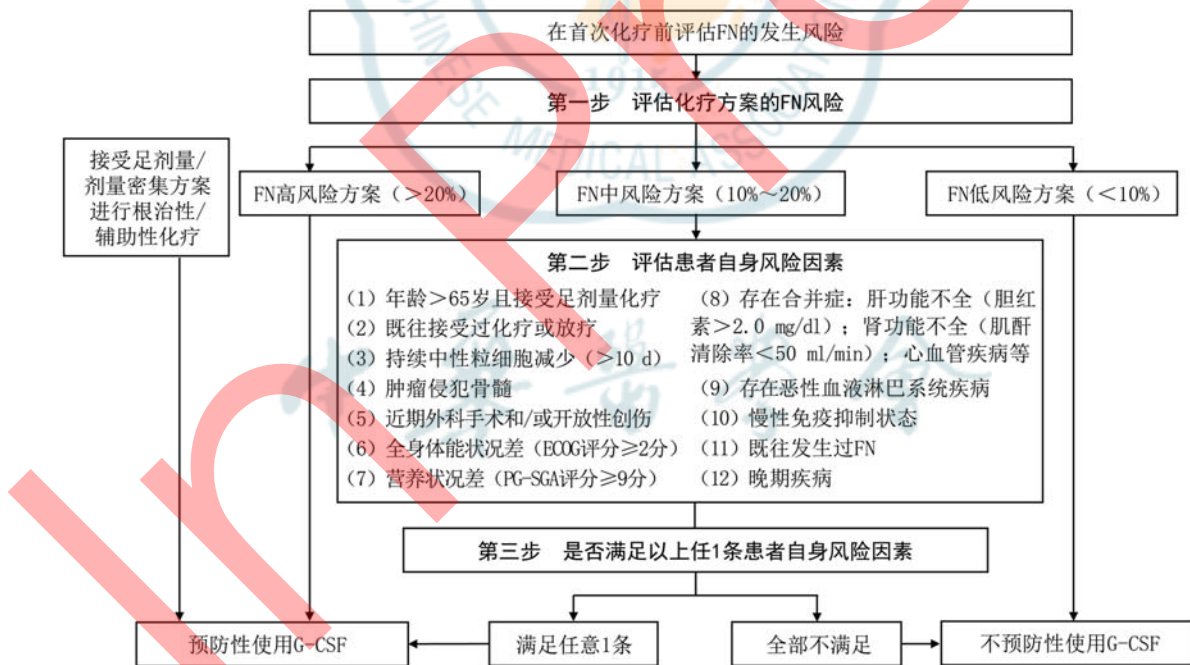 在首次化疗前评估FN的发生风险
第一步 评估化疗方案的FN风险
接受足剂量/
剂量密集方案
进行根治性/
辅助性化疗
FN高风险方案（＞20%）
FN中风险方案（10%～20%）
FN低风险方案（＜10%）
第二步 评估患者自身风险因素
（1）年龄＞65岁且接受足剂量化疗
（2）既往接受过化疗或放疗
（3）持续中性粒细胞减少（＞10 d）
（4）肿瘤侵犯骨髓
（5）近期外科手术和/或开放性创伤
（6）全身体能状况差（ECOG评分≥2分）
（7）营养状况差（PG-SGA评分≥9分）
（8）存在合并症：肝功能不全（胆红
素＞2.0 mg/dl）；肾功能不全（肌酐
清除率＜50 ml/min）；心血管疾病等
（9）存在恶性血液淋巴系统疾病
（10）慢性免疫抑制状态
（11）既往发生过FN
（12）晚期疾病
第三步 是否满足以上任1条患者自身风险因素
预防性使用G-CSF
满足任意1条
全部不满足
不预防性使用G-CSF
CHINESE MEDICAL ASSOCIATION
1915
中华医学会
In Pre